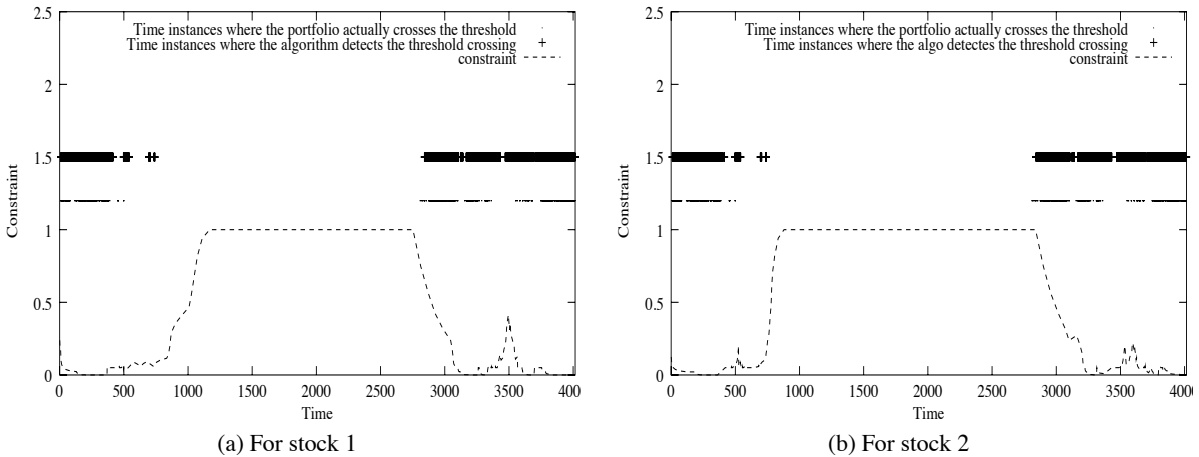 Time instances where the portfolio actually crosses the threshold
Time instances where the algorithm detects the threshold crossing
constraint
2.5
2
1.5
1
0.5
0
Constraint
0 500 1000 1500 2000 2500 3000 3500 4000
Time
(a) For stock 1
Time instances where the portfolio actually crosses the threshold
Time instances where the algo detectes the threshold crossing
constraint
2.5
2
1.5
1
0.5
0
Constraint
0 500 1000 1500 2000 2500 3000 3500 4000
Time
(b) For stock 2